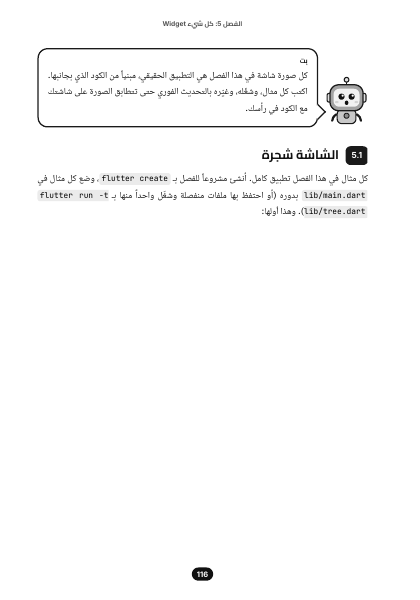 الفصل 5: كل شيء Widget
بِت
كل صورة شاشة في هذا الفصل هي التطبيق الحقيقي، مبنياً من الكود الذي بجانبها.
اكتب كل مثال، وشغّله، وغيّره بالتحديث الفوري حتى تتطابق الصورة على شاشتك
مع الكود في رأسك.
5.1 الشاشة شجرة
كل مثال في هذا الفصل تطبيق كامل. أنشئ مشروعاً للفصل بـ flutter create، وضع كل مثال في
lib/main.dart بدوره (أو احتفظ بها ملفات منفصلة وشغّل واحداً منها بـ flutter run -t
lib/tree.dart). وهذا أولها:
116